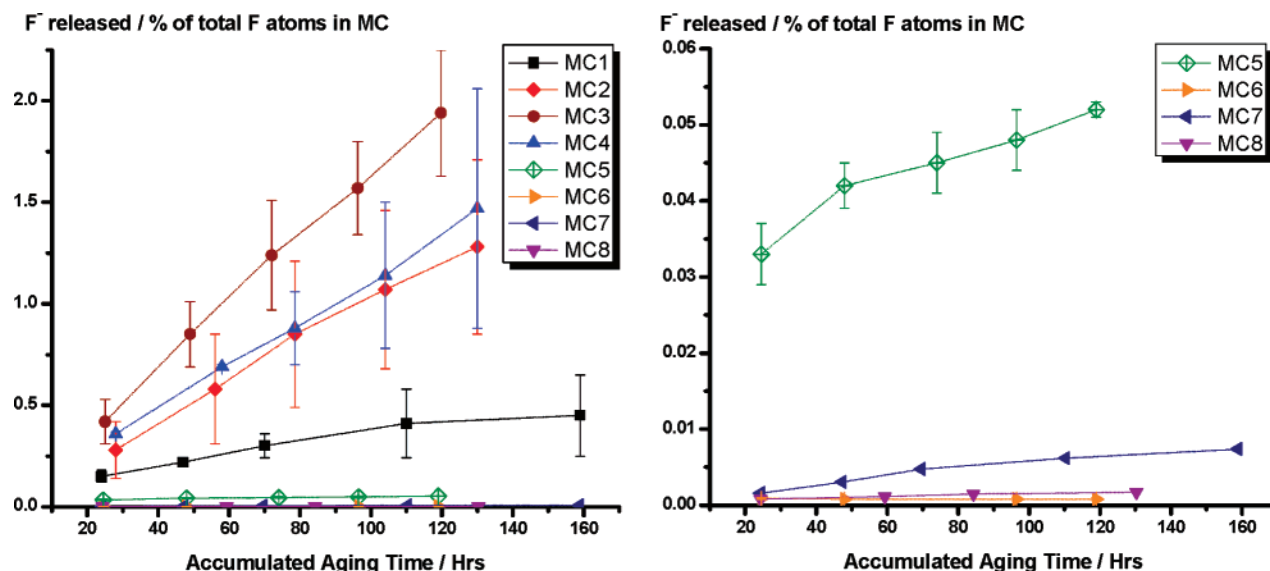 F⁻ released / % of total F atoms in MC
2.0
1.5
1.0
0.5
0.0
20 40 60 80 100 120 140 160
Accumulated Aging Time / Hrs
MC1
MC2
MC3
MC4
MC5
MC6
MC7
MC8
F⁻ released / % of total F atoms in MC
0.06
0.05
0.04
0.03
0.02
0.01
0.00
20 40 60 80 100 120 140 160
Accumulated Aging Time / Hrs
MC5
MC6
MC7
MC8